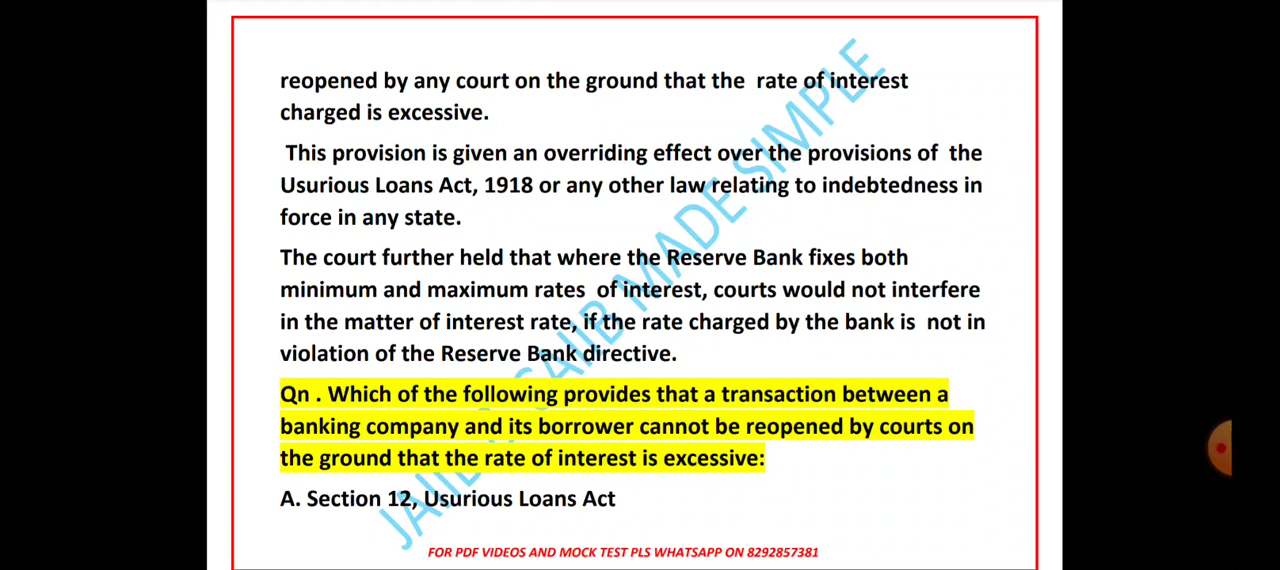 reopened by any court on the ground that the rate of interest
charged is excessive.
This provision is given an overriding effect over the provisions of the
Usurious Loans Act, 1918 or any other law relating to indebtedness in
force in any state.
The court further held that where the Reserve Bank fixes both
minimum and maximum rates of interest, courts would not interfere
in the matter of interest rate, if the rate charged by the bank is not in
violation of the Reserve Bank directive.
Qn . Which of the following provides that a transaction between a
banking company and its borrower cannot be reopened by courts on
the ground that the rate of interest is excessive:
A. Section 12, Usurious Loans Act
FOR PDF VIDEOS AND MOCK TEST PLS WHATSAPP ON 8292857381
MADE SIMPLE